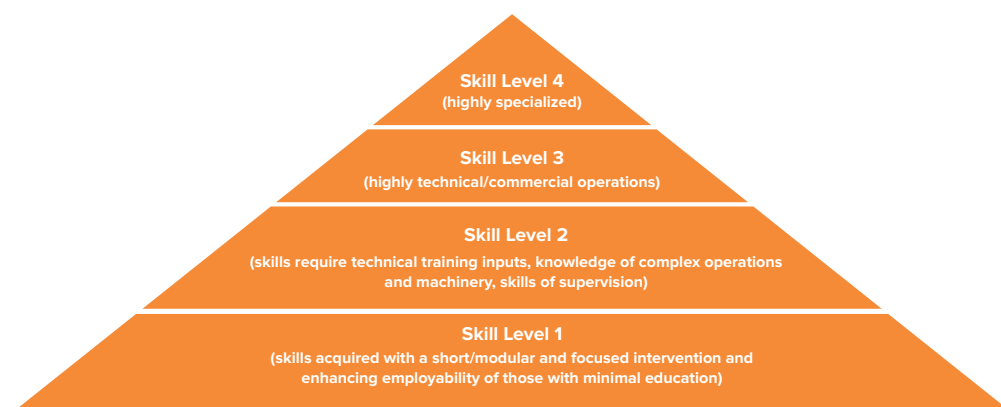 Skill Level 4
(highly specialized)
Skill Level 3
(highly technical/commercial operations)
Skill Level 2
(skills require technical training inputs, knowledge of complex operations
and machinery, skills of supervision)
Skill Level 1
(skills acquired with a short/modular and focused intervention and
enhancing employability of those with minimal education)